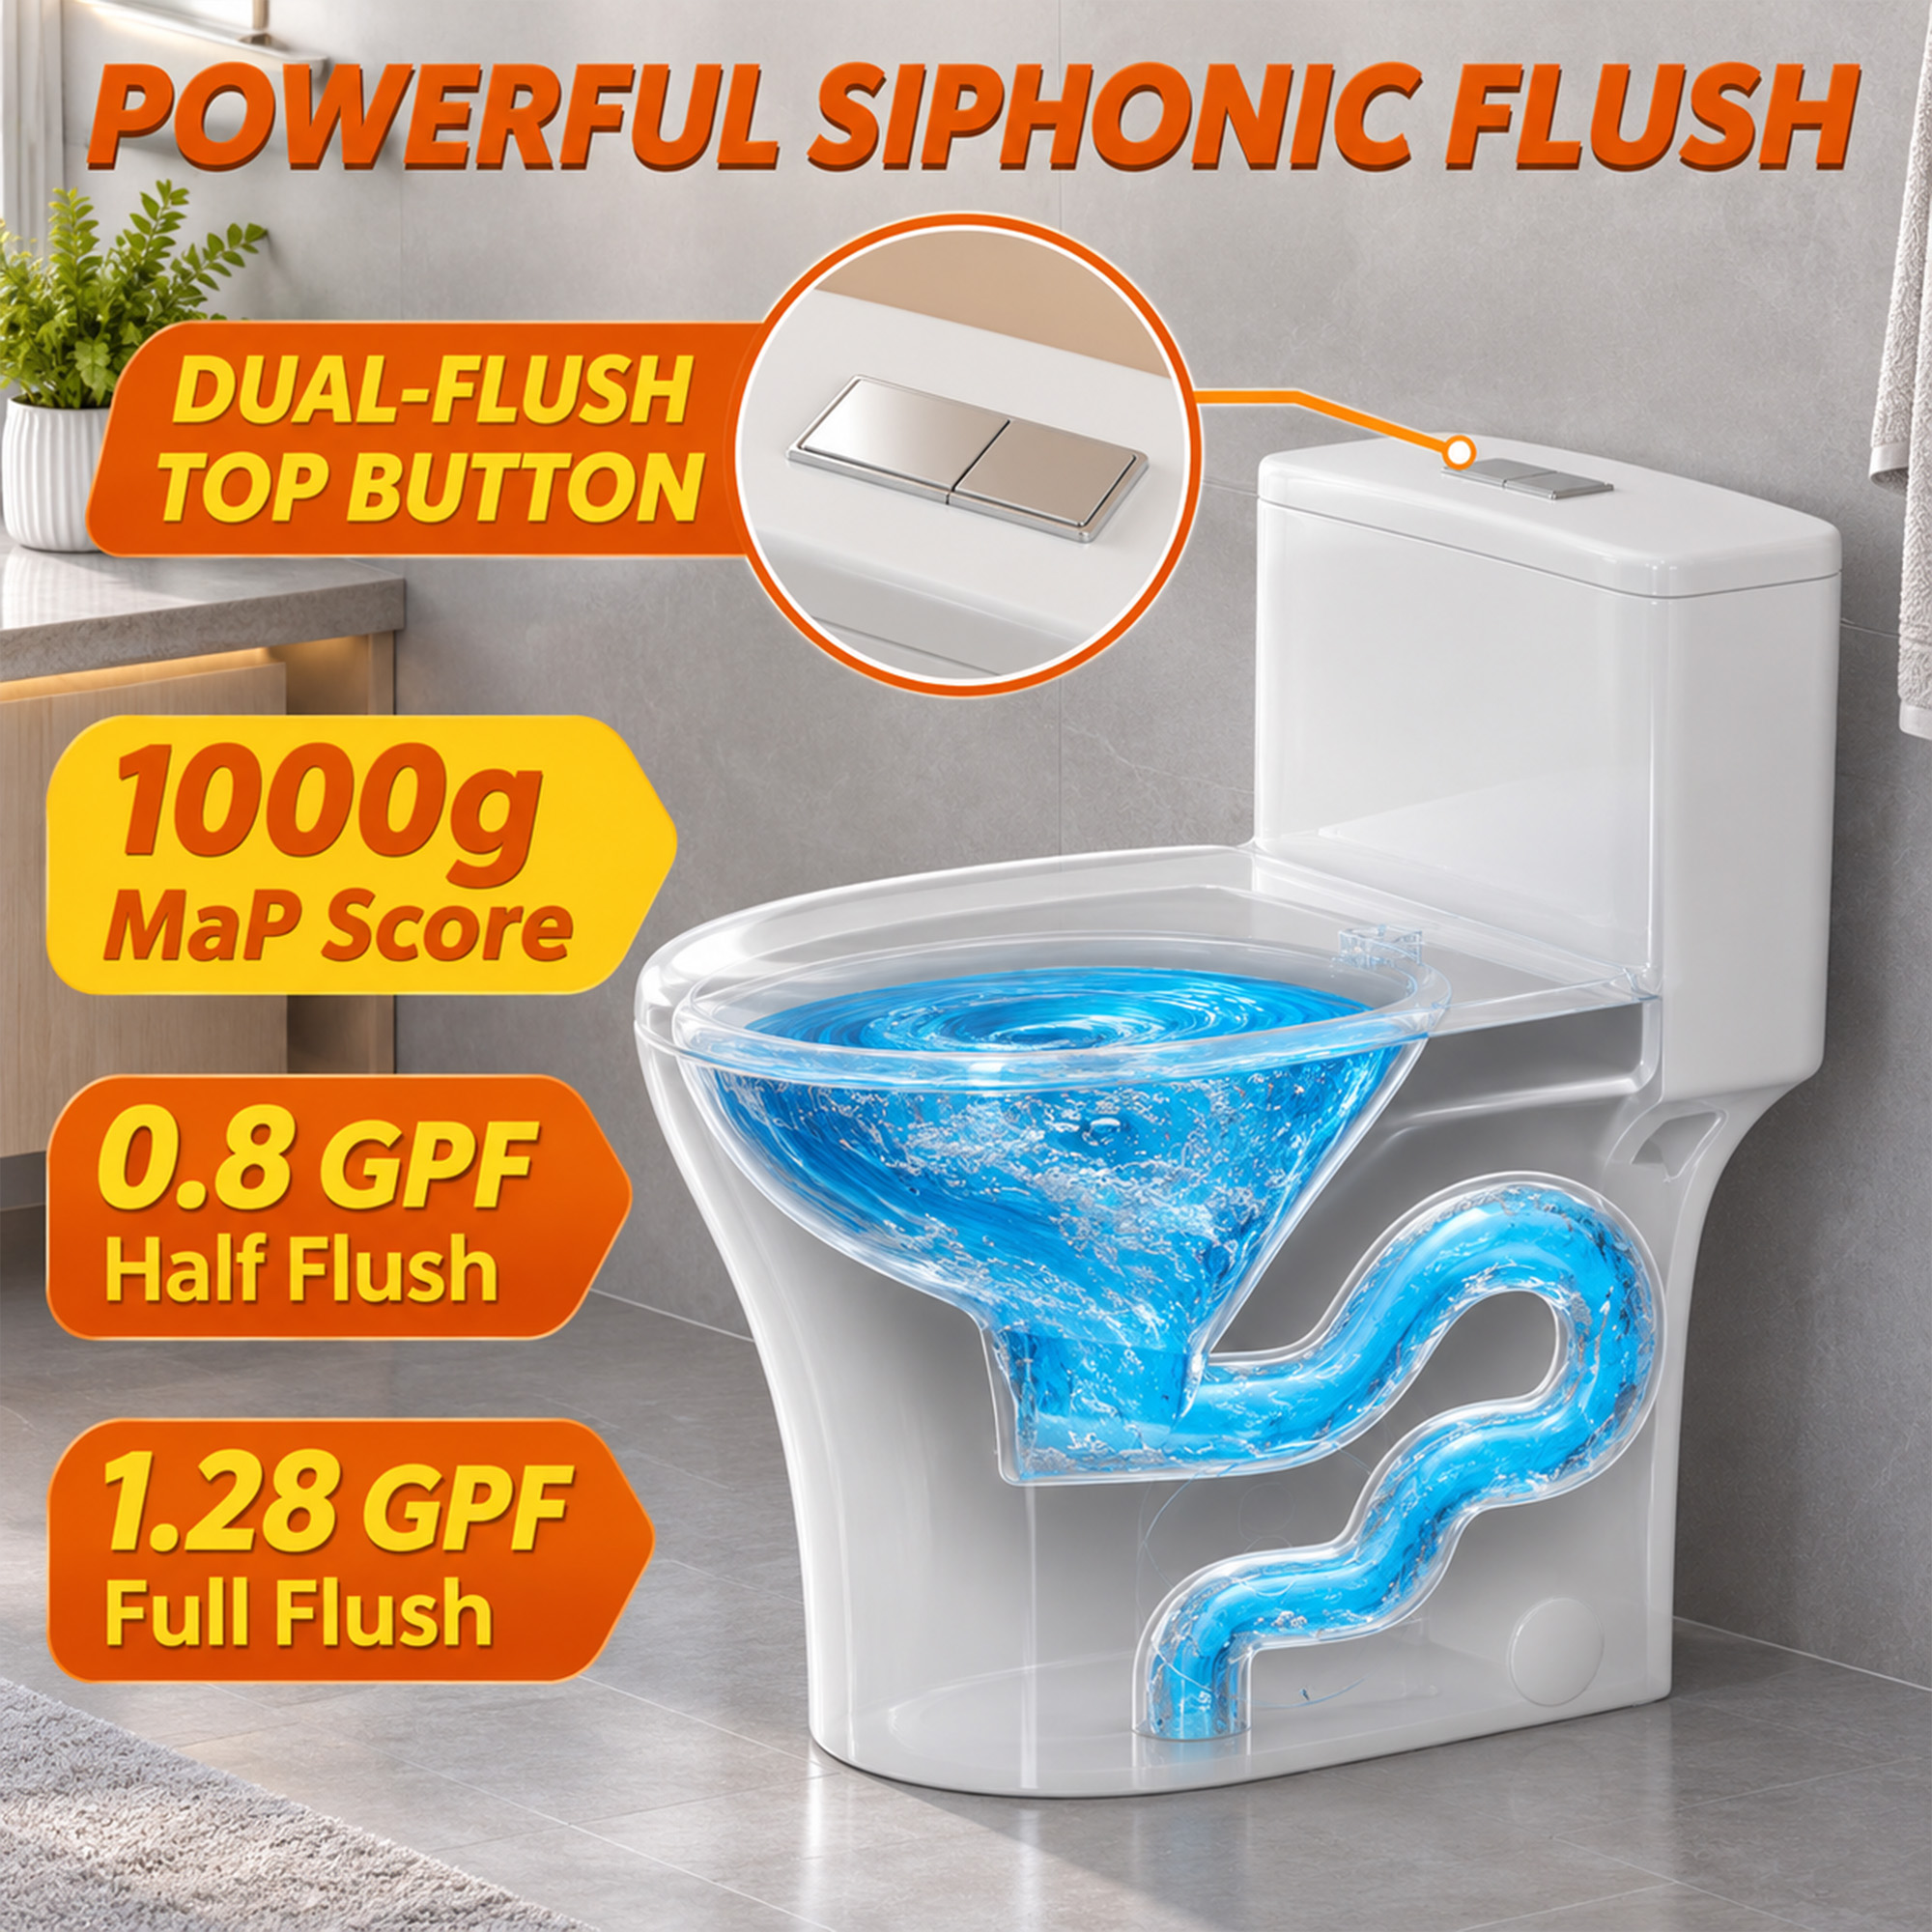 POWERFUL SIPHONIC FLUSH
DUAL-FLUSH
TOP BUTTON
1000g
MaP Score
0.8 GPF
Half Flush
1.28 GPF
Full Flush